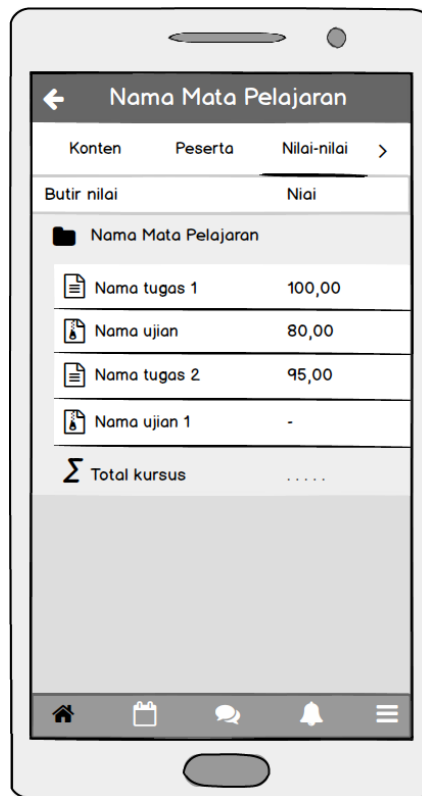 Nama Mata Pelajaran
Konten Peserta Nilai-nilai >
Butir nilai Niai
Nama Mata Pelajaran
Nama tugas 1 100,00
Nama ujian 80,00
Nama tugas 2 95,00
Nama ujian 1 -
Σ Total kursus .....